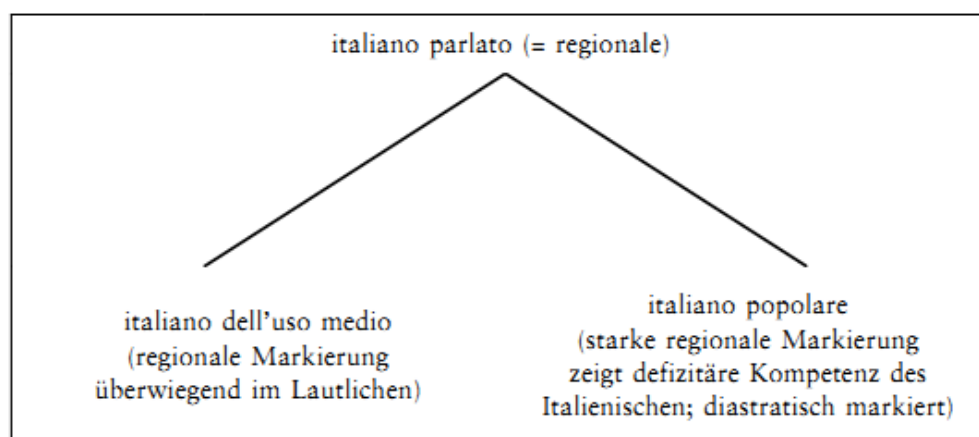 italiano parlato (= regionale)
italiano dell'uso medio
(regionale Markierung
überwiegend im Lautlichen)
italiano popolare
(starke regionale Markierung
zeigt defizitäre Kompetenz des
Italienischen; diastratisch markiert)